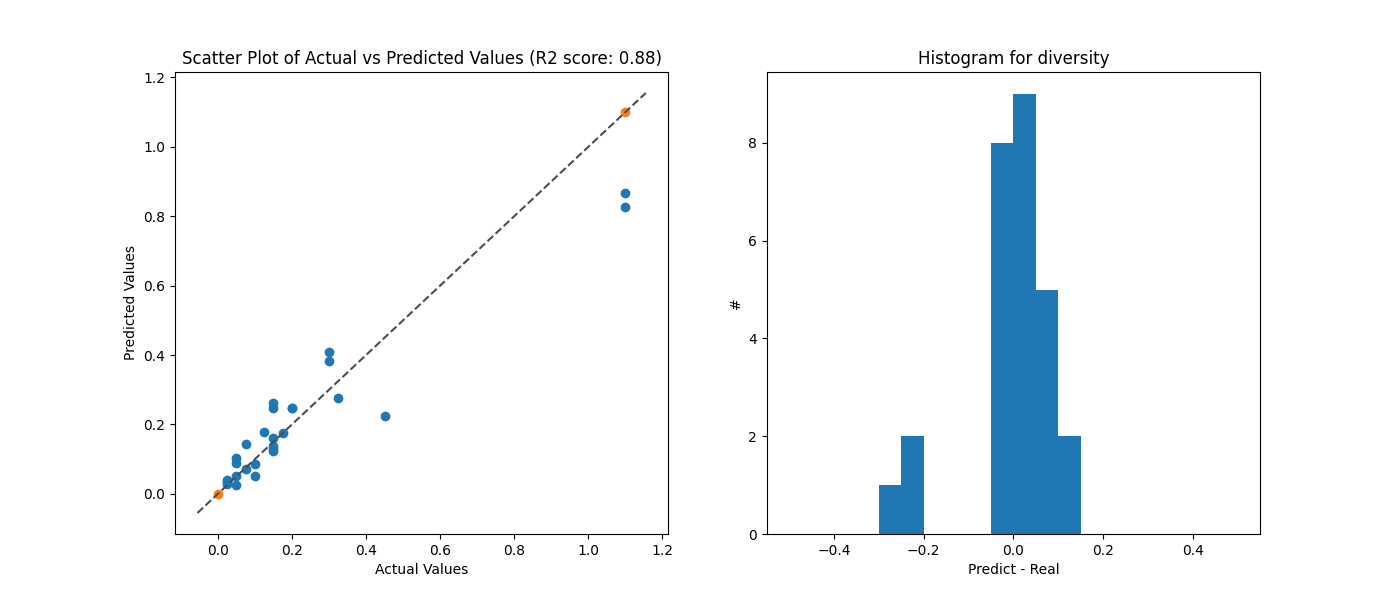 Scatter Plot of Actual vs Predicted Values (R2 score: 0.88)
1.2
1.0
0.8
0.6
0.4
0.2
0.0
Predicted Values
0.0 0.2 0.4 0.6 0.8 1.0 1.2
Actual Values
Histogram for diversity
8
6
4
2
0
#
−0.4 −0.2 0.0 0.2 0.4
Predict - Real